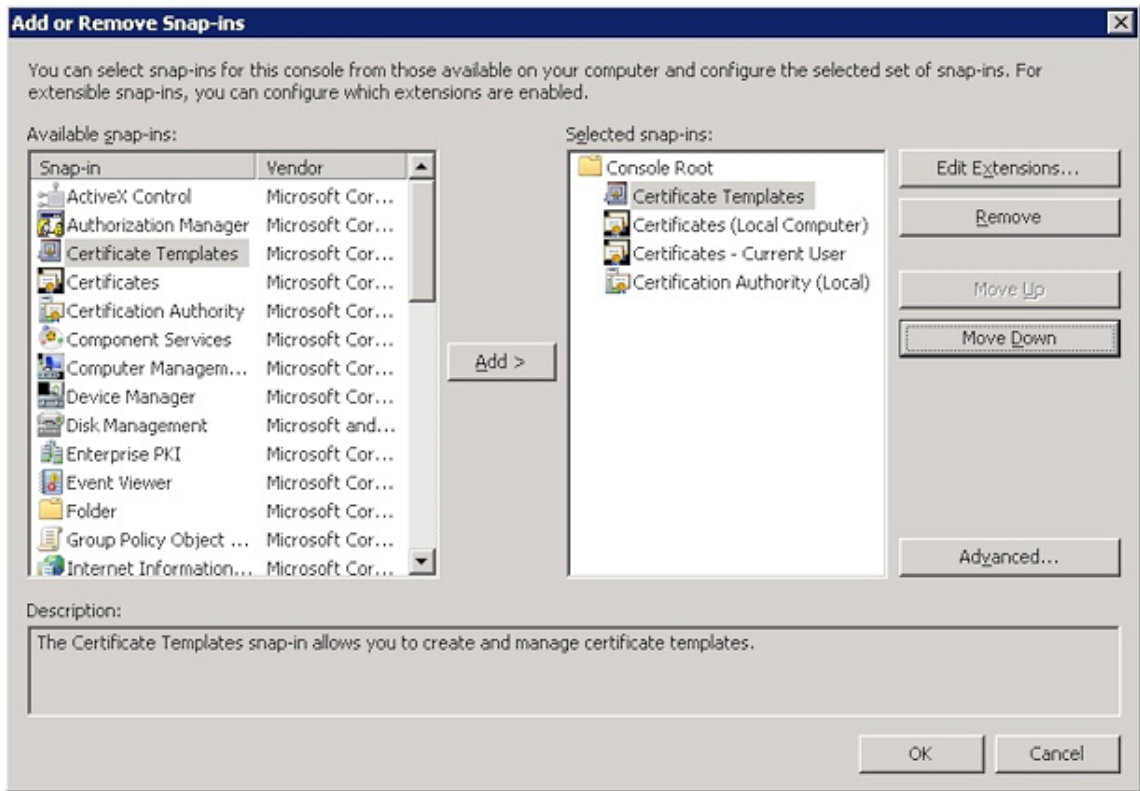 Add or Remove Snap-ins
You can select snap-ins for this console from those available on your computer and configure the selected set of snap-ins. For
extensible snap-ins, you can configure which extensions are enabled.
Available snap-ins:
Snap-in Vendor
ActiveX Control Microsoft Cor...
Authorization Manager Microsoft Cor...
Certificate Templates Microsoft Cor...
Certificates Microsoft Cor...
Certification Authority Microsoft Cor...
Component Services Microsoft Cor...
Computer Managem... Microsoft Cor...
Device Manager Microsoft Cor...
Disk Management Microsoft and...
Enterprise PKI Microsoft Cor...
Event Viewer Microsoft Cor...
Folder Microsoft Cor...
Group Policy Object ... Microsoft Cor...
Internet Information... Microsoft Cor...
Add >
Selected snap-ins:
Console Root
Certificate Templates
Certificates (Local Computer)
Certificates - Current User
Certification Authority (Local)
Edit Extensions...
Remove
Move Up
Move Down
Advanced...
Description:
The Certificate Templates snap-in allows you to create and manage certificate templates.
OK Cancel